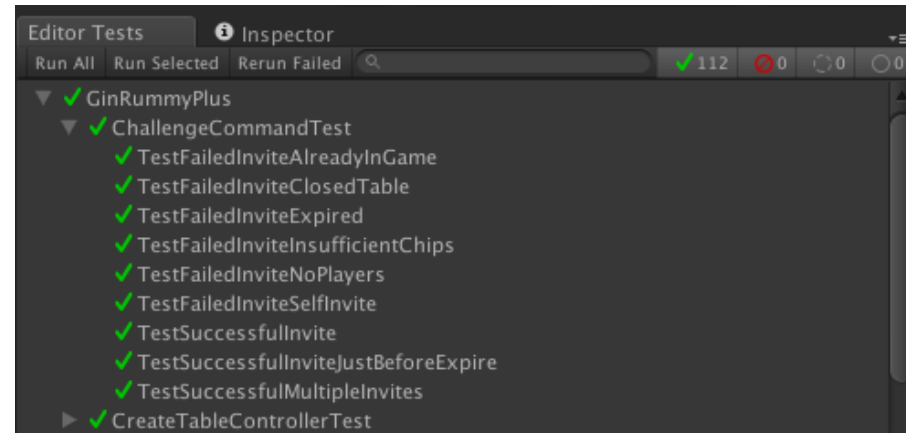 Editor Tests Inspector
Run All Run Selected Rerun Failed 112 0 0 0
GinRummyPlus
ChallengeCommandTest
TestFailedInviteAlreadyInGame
TestFailedInviteClosedTable
TestFailedInviteExpired
TestFailedInviteInsufficientChips
TestFailedInviteNoPlayers
TestFailedInviteSelfInvite
TestSuccessfulInvite
TestSuccessfulInviteJustBeforeExpire
TestSuccessfulMultipleInvites
CreateTableControllerTest